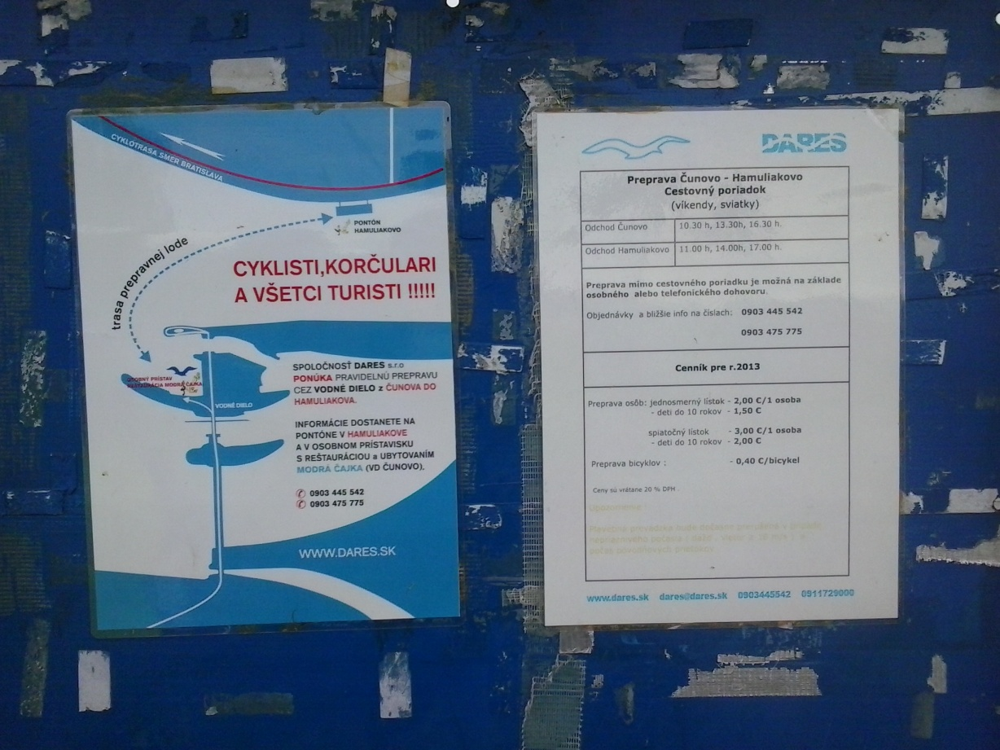 CYKLOTRASA SMER BRATISLAVA
PONTÓN
HAMULIAKOVO
trasa prepravnej lode
CYKLISTI,KORČULARI
A VŠETCI TURISTI !!!!!
OSOBNÝ PRÍSTAV
REŠTAURÁCIA MODRÁ ČAJKA
VODNÉ DIELO
SPOLOČNOSŤ DARES s.r.o
PONÚKA PRAVIDELNÚ PREPRAVU
CEZ VODNÉ DIELO z ČUNOVA DO
HAMULIAKOVA.
INFORMÁCIE DOSTANETE NA
PONTÓNE V HAMULIAKOVE
A V OSOBNOM PRÍSTAVISKU
S REŠTAURÁCIOU a UBYTOVANÍM
MODRÁ ČAJKA (VD ČUNOVO).
0903 445 542
0903 475 775
WWW.DARES.SK
DARES
Preprava Čunovo - Hamuliakovo
Cestovný poriadok
(víkendy, sviatky)
Odchod Čunovo 10.30 h, 13.30h, 16.30 h.
Odchod Hamuliakovo 11.00 h, 14.00h, 17.00 h.
Preprava mimo cestovného poriadku je možná na základe
osobného alebo telefonického dohovoru.
Objednávky a bližšie info na číslach: 0903 445 542
0903 475 775
Cenník pre r.2013
Preprava osôb: jednosmerný lístok - 2,00 €/1 osoba
- deti do 10 rokov - 1,50 €
spiatočný lístok - 3,00 €/1 osoba
- deti do 10 rokov - 2,00 €
Preprava bicyklov : - 0,40 €/bicykel
Ceny sú vrátane 20 % DPH .
Upozornenie
www.dares.sk dares@dares.sk 0903445542 0911729000